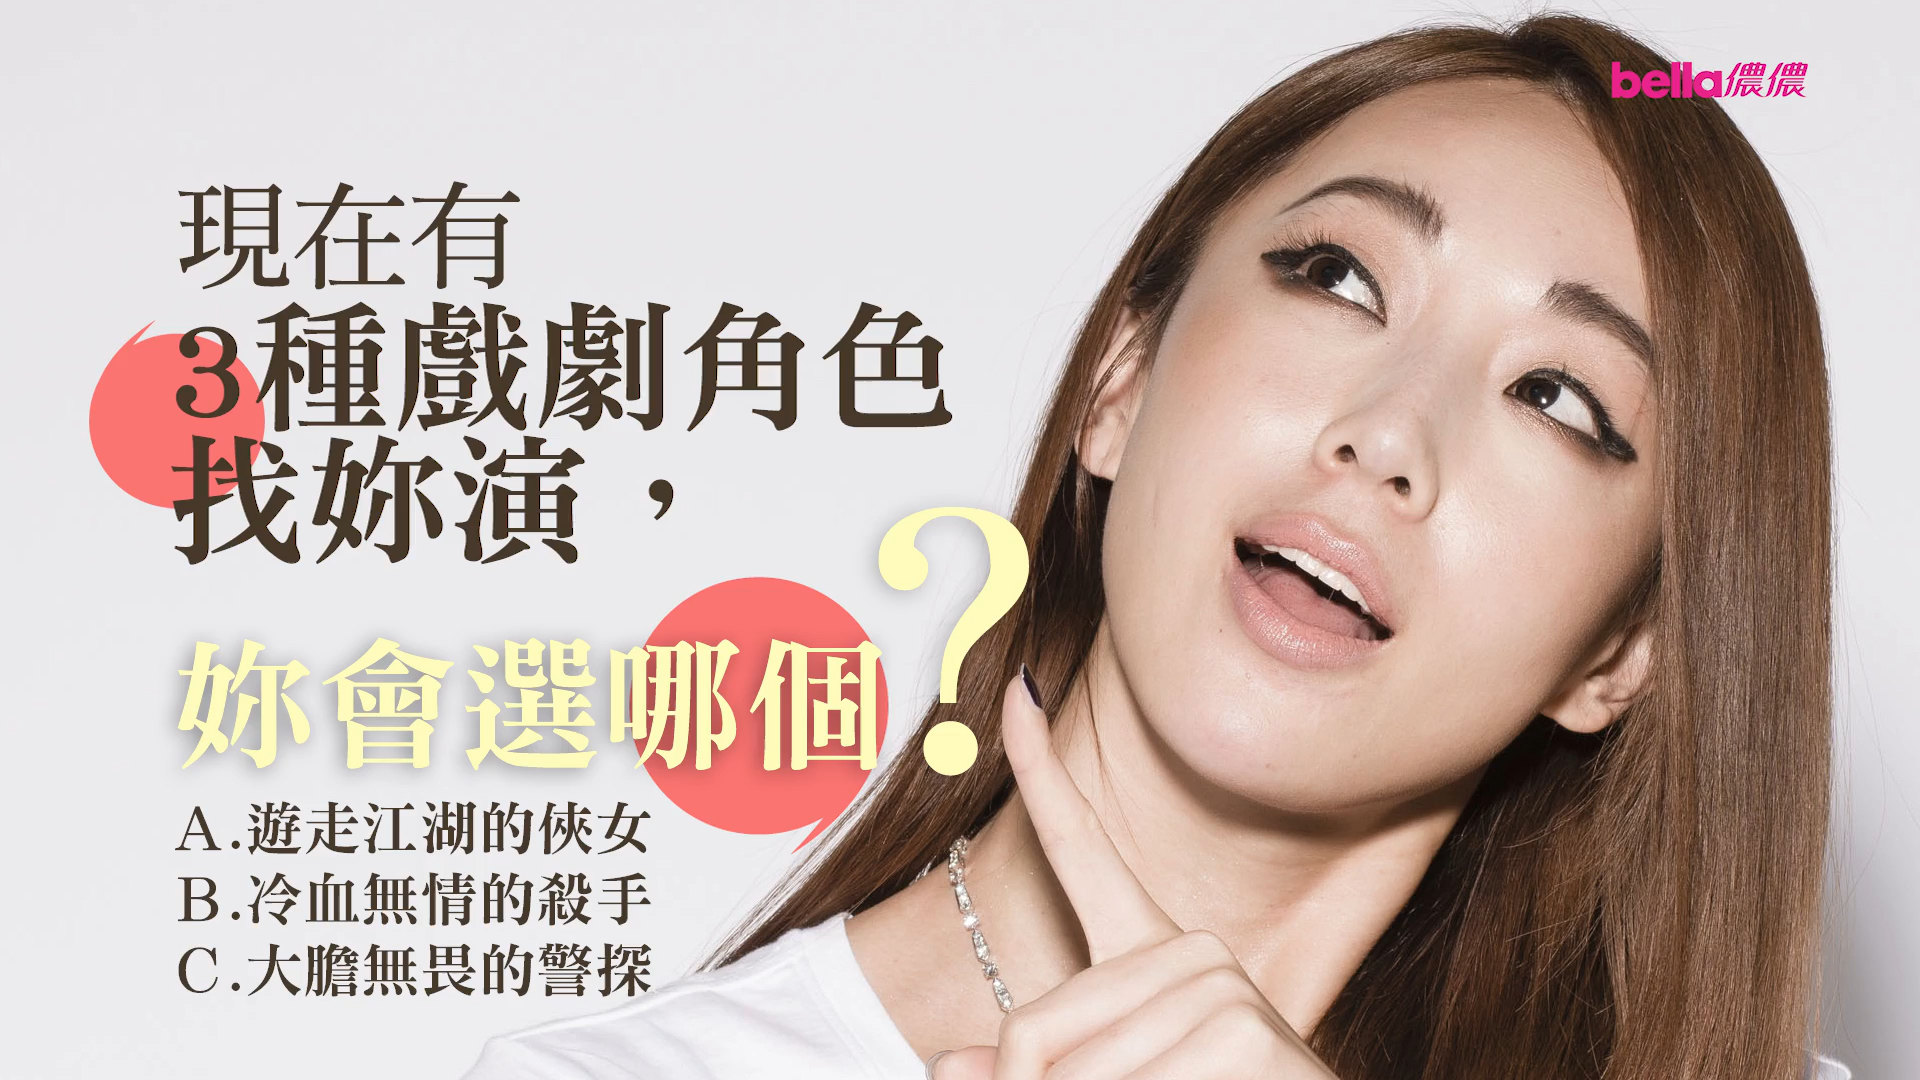 bella儂儂
現在有
3種戲劇角色
找妳演，
妳會選哪個？
A.遊走江湖的俠女
B.冷血無情的殺手
C.大膽無畏的警探